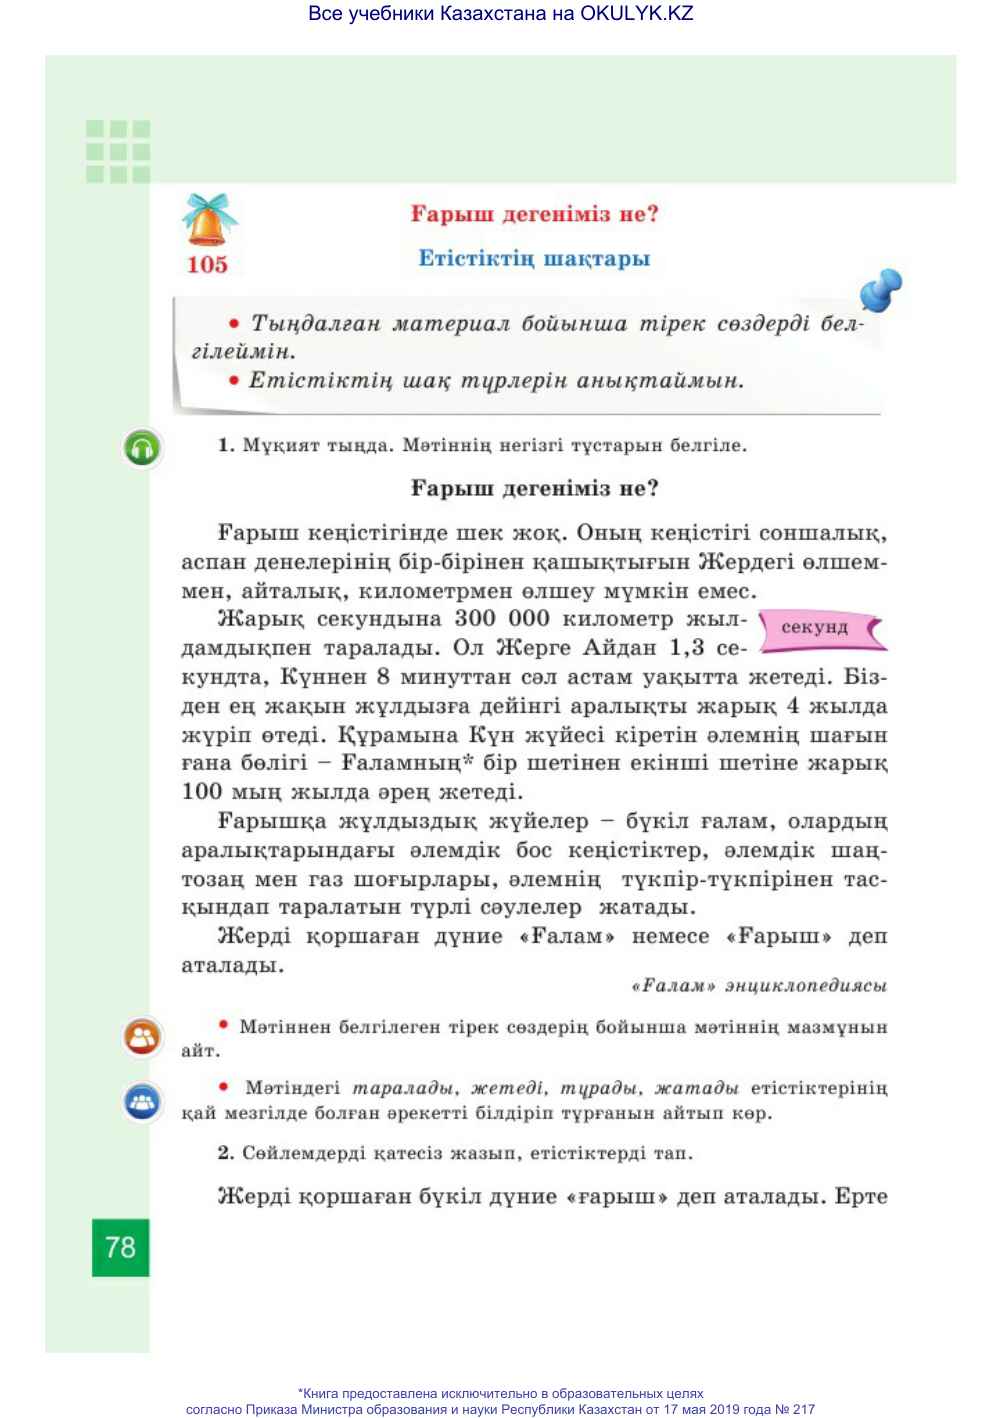 Все учебники Казахстана на OKULYK.KZ
105
Ғарыш дегеніміз не?
Етістіктің шақтары
• Тыңдалған материал бойынша тірек сөздерді бел-
гілеймін.
• Етістіктің шақ түрлерін анықтаймын.
1. Мұқият тыңда. Мәтіннің негізгі тұстарын белгіле.
Ғарыш дегеніміз не?
Ғарыш кеңістігінде шек жоқ. Оның кеңістігі соншалық,
аспан денелерінің бір-бірінен қашықтығын Жердегі өлшем-
мен, айталық, километрмен өлшеу мүмкін емес.
Жарық секундына 300 000 километр жыл-
дамдықпен таралады. Ол Жерге Айдан 1,3 се-
секунд
кундта, Күннен 8 минуттан сәл астам уақытта жетеді. Біз-
ден ең жақын жұлдызға дейінгі аралықты жарық 4 жылда
жүріп өтеді. Құрамына Күн жүйесі кіретін әлемнің шағын
ғана бөлігі – Ғаламның* бір шетінен екінші шетіне жарық
100 мың жылда әрең жетеді.
Ғарышқа жұлдыздық жүйелер – бүкіл ғалам, олардың
аралықтарындағы әлемдік бос кеңістіктер, әлемдік шаң-
тозаң мен газ шоғырлары, әлемнің түкпір-түкпірінен тас-
қындап таралатын түрлі сәулелер жатады.
Жерді қоршаған дүние «Ғалам» немесе «Ғарыш» деп
аталады.
«Ғалам» энциклопедиясы
• Мәтіннен белгілеген тірек сөздерің бойынша мәтіннің мазмұнын
айт.
• Мәтіндегі таралады, жетеді, тұрады, жатады етістіктерінің
қай мезгілде болған әрекетті білдіріп тұрғанын айтып көр.
2. Сөйлемдерді қатесіз жазып, етістіктерді тап.
Жерді қоршаған бүкіл дүние «ғарыш» деп аталады. Ерте
78
*Книга предоставлена исключительно в образовательных целях
согласно Приказа Министра образования и науки Республики Казахстан от 17 мая 2019 года № 217